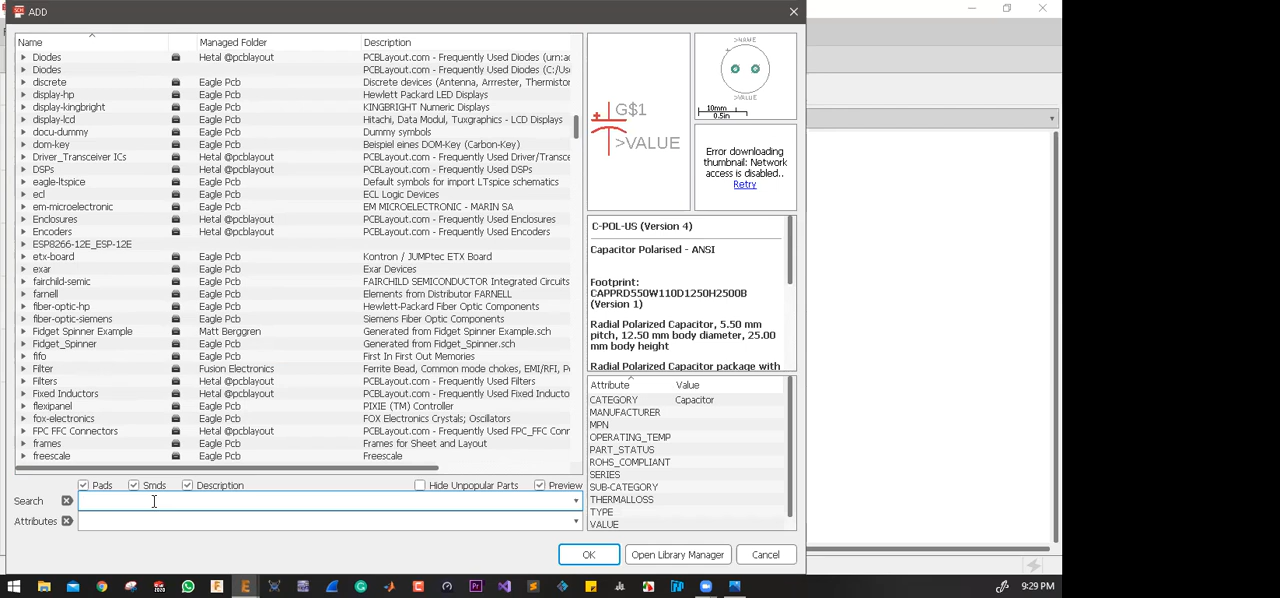 ADD
Name Managed Folder Description
Diodes Hetal @pcblayout PCBLayout.com - Frequently Used Diodes (urn:ac
Diodes PCBLayout.com - Frequently Used Diodes (C:/Use
discrete Eagle Pcb Discrete devices (Antenna, Arrrester, Thermistor
display-hp Eagle Pcb Hewlett Packard LED Displays
display-kingbright Eagle Pcb KINGBRIGHT Numeric Displays
display-lcd Eagle Pcb Hitachi, Data Modul, Tuxgraphics - LCD Displays
docu-dummy Eagle Pcb Dummy symbols
dom-key Eagle Pcb Beispiel eines DOM-Key (Carbon-Key)
Driver_Transceiver ICs Hetal @pcblayout PCBLayout.com - Frequently Used Driver/Transce
DSPs Hetal @pcblayout PCBLayout.com - Frequently Used DSPs
eagle-ltspice Eagle Pcb Default symbols for import LTspice schematics
ecl Eagle Pcb ECL Logic Devices
em-microelectronic Eagle Pcb EM MICROELECTRONIC - MARIN SA
Enclosures Hetal @pcblayout PCBLayout.com - Frequently Used Enclosures
Encoders Hetal @pcblayout PCBLayout.com - Frequently Used Encoders
ESP8266-12E_ESP-12E
etx-board Eagle Pcb Kontron / JUMPtec ETX Board
exar Eagle Pcb Exar Devices
fairchild-semic Eagle Pcb FAIRCHILD SEMICONDUCTOR Integrated Circuits
farnell Eagle Pcb Elements from Distributor FARNELL
fiber-optic-hp Eagle Pcb Hewlett-Packard Fiber Optic Components
fiber-optic-siemens Eagle Pcb Siemens Fiber Optic Components
Fidget Spinner Example Matt Berggren Generated from Fidget Spinner Example.sch
Fidget_Spinner Generated from Fidget_Spinner.sch
fifo Eagle Pcb First In First Out Memories
Filter Fusion Electronics Ferrite Bead, Common mode chokes, EMI/RFI, P
Filters Hetal @pcblayout PCBLayout.com - Frequently Used Filters
Fixed Inductors Hetal @pcblayout PCBLayout.com - Frequently Used Fixed Inducto
flexipanel Eagle Pcb PIXIE (TM) Controller
fox-electronics Eagle Pcb FOX Electronics Crystals; Oscillators
FPC FFC Connectors Hetal @pcblayout PCBLayout.com - Frequently Used FPC_FFC Conn
frames Eagle Pcb Frames for Sheet and Layout
freescale Eagle Pcb Freescale
Pads Smds Description Hide Unpopular Parts Preview
Search
Attributes
G$1
>VALUE
>NAME
>VALUE
10mm
0.5in
Error downloading
thumbnail: Network
access is disabled..
Retry
C-POL-US (Version 4)
Capacitor Polarised - ANSI
Footprint:
CAPPRD550W110D1250H2500B
(Version 1)
Radial Polarized Capacitor, 5.50 mm
pitch, 12.50 mm body diameter, 25.00
mm body height
Radial Polarized Capacitor package with
Attribute Value
CATEGORY Capacitor
MANUFACTURER
MPN
OPERATING_TEMP
PART_STATUS
ROHS_COMPLIANT
SERIES
SUB-CATEGORY
THERMALLOSS
TYPE
VALUE
OK Open Library Manager Cancel
9:29 PM